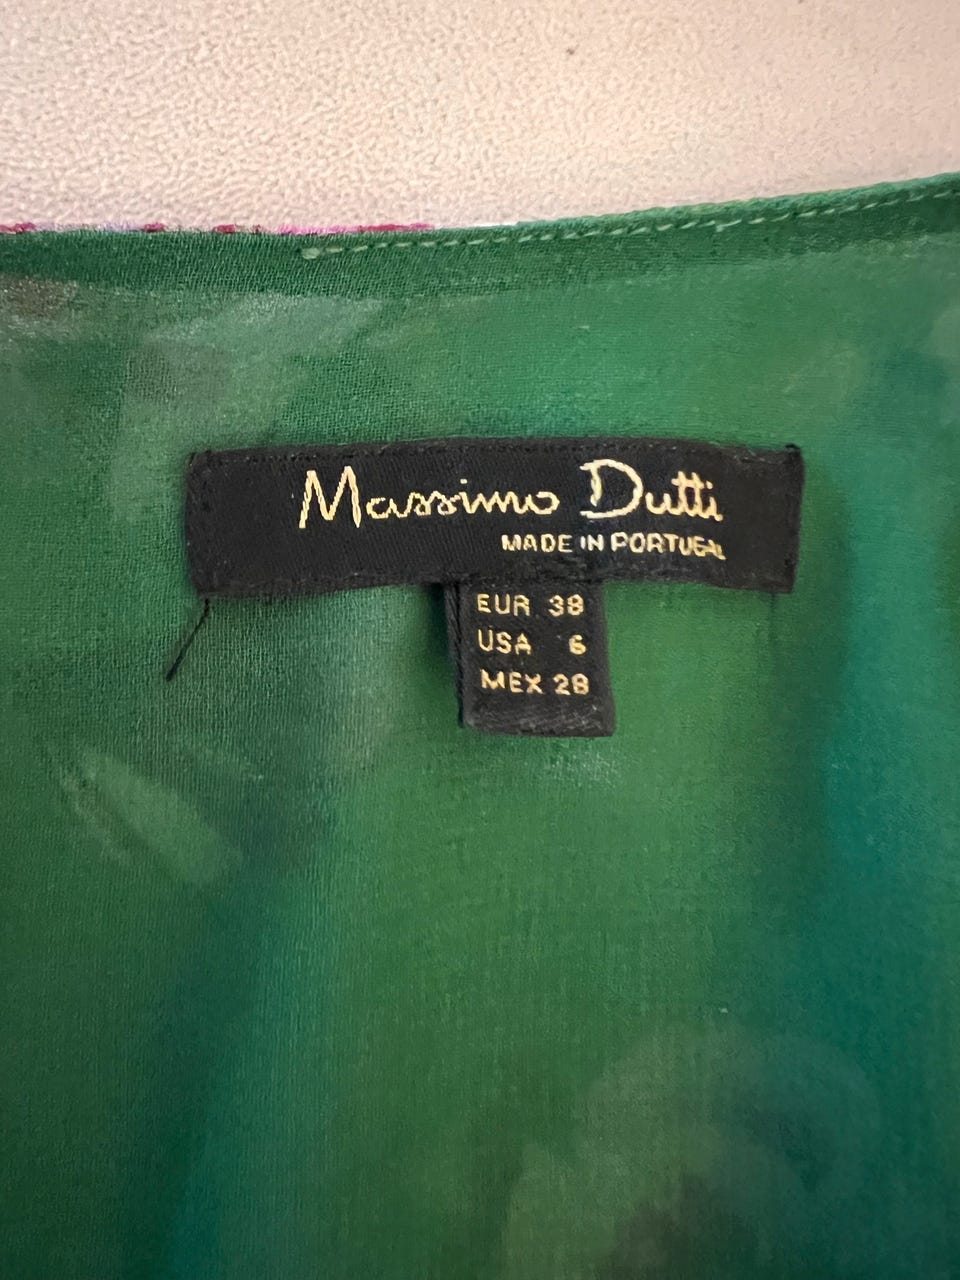 Massimo Dutti
MADE IN PORTUGAL
EUR 38
USA 6
MEX 28